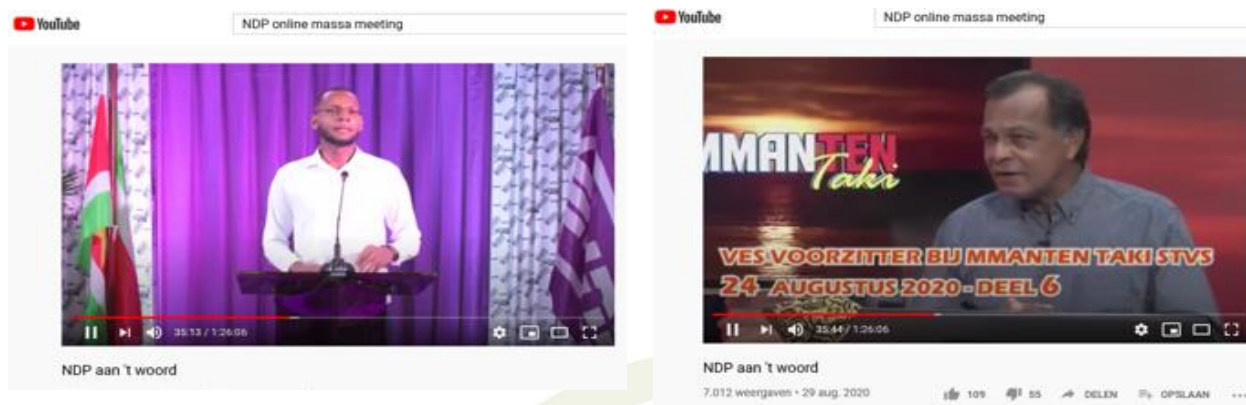 YouTube
NDP online massa meeting
35:13 / 1:26:06
NDP aan 't woord
YouTube
NDP online massa meeting
MMANTEN
Taki
VES VOORZITTER BIJ MMANTEN TAKI STVS
24 AUGUSTUS 2020 - DEEL 6
35:44 / 1:26:06
NDP aan 't woord
7.012 weergaven • 29 aug. 2020
109 55 DELEN OPSLAAN ...